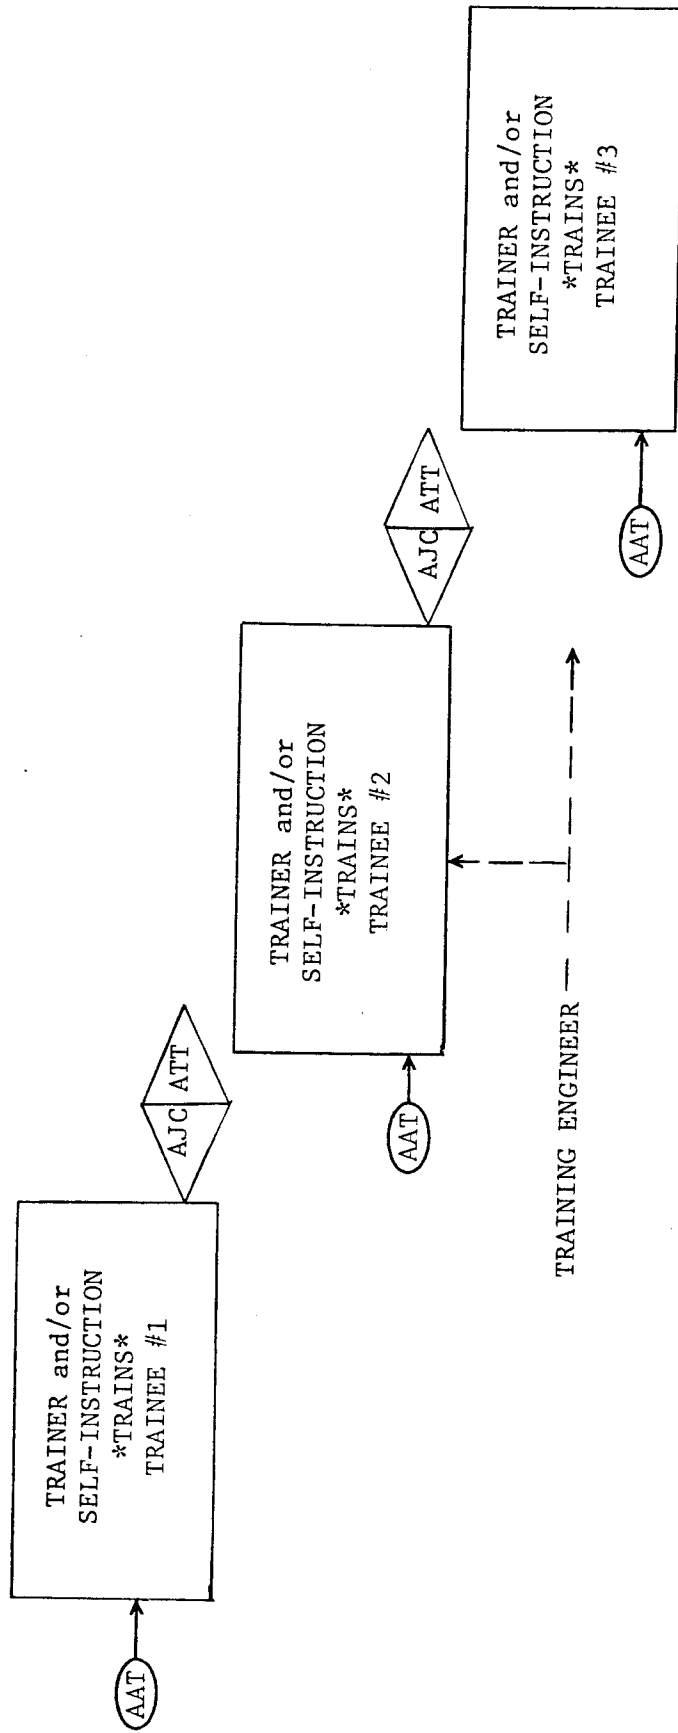 AAT
TRAINER and/or
SELF-INSTRUCTION
*TRAINS*
TRAINEE #1
AJC ATT
AAT
TRAINER and/or
SELF-INSTRUCTION
*TRAINS*
TRAINEE #2
AJC ATT
AAT
TRAINER and/or
SELF-INSTRUCTION
*TRAINS*
TRAINEE #3
TRAINING ENGINEER